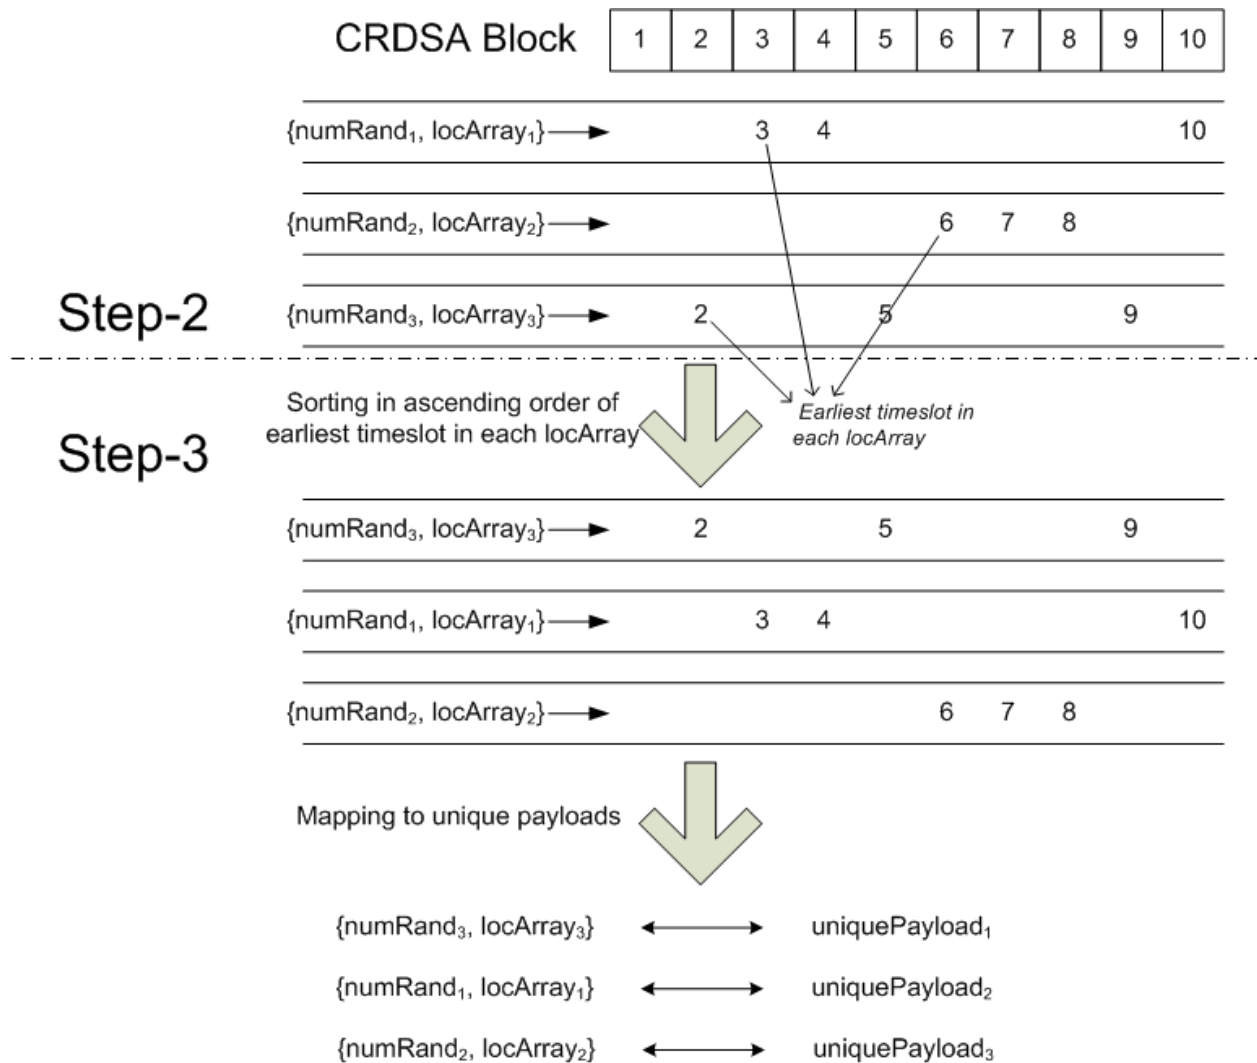 CRDSA Block 1 2 3 4 5 6 7 8 9 10
{numRand₁, locArray₁} 3 4 10
{numRand₂, locArray₂} 6 7 8
Step-2 {numRand₃, locArray₃} 2 5 9
Sorting in ascending order of
earliest timeslot in each locArray
Earliest timeslot in
each locArray
Step-3
{numRand₃, locArray₃} 2 5 9
{numRand₁, locArray₁} 3 4 10
{numRand₂, locArray₂} 6 7 8
Mapping to unique payloads
{numRand₃, locArray₃} uniquePayload₁
{numRand₁, locArray₁} uniquePayload₂
{numRand₂, locArray₂} uniquePayload₃